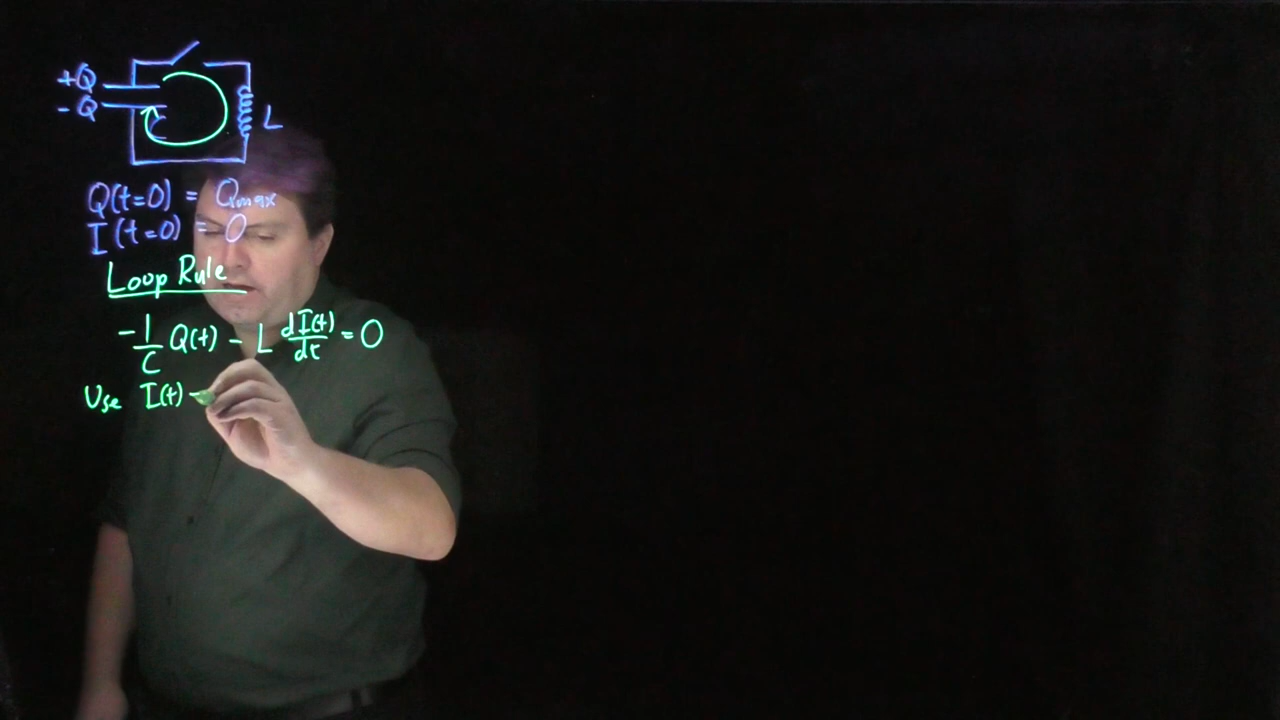 +Q
-Q
C
L
Q(t=0) = Qmax
I(t=0) = 0
Loop Rule
-1/C Q(t) - L dI(t)/dt = 0
Use I(t)